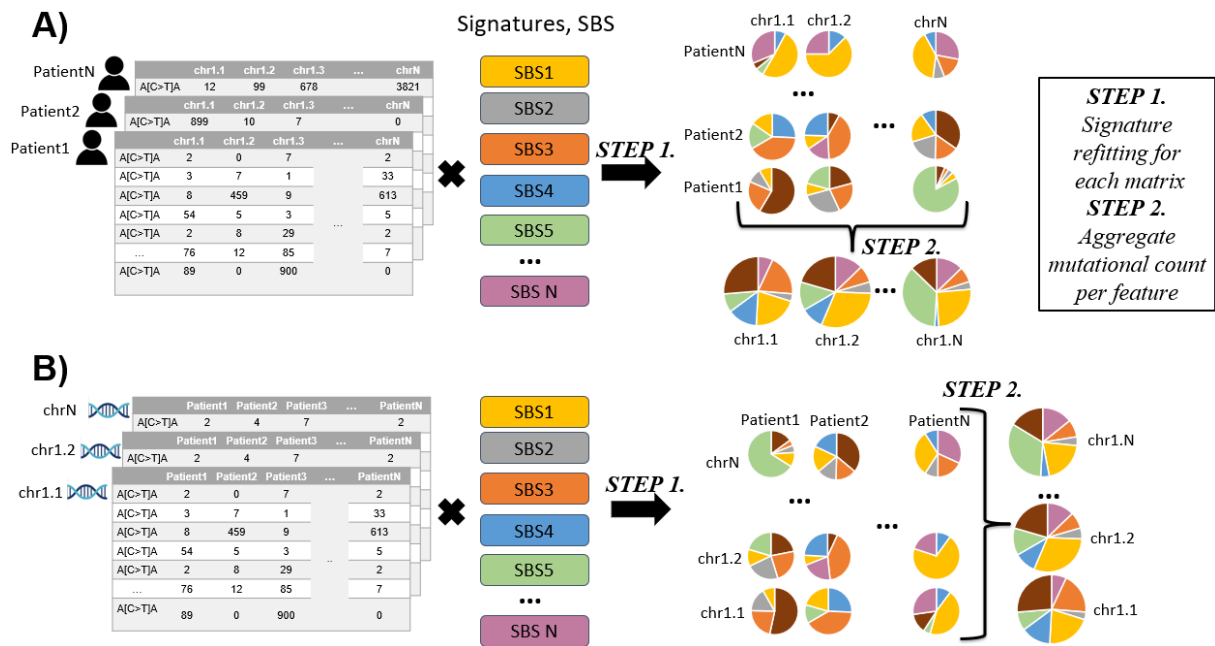 A)
Signatures, SBS
PatientN
chr1.1 chr1.2 chr1.3 ... chrN
A[C>T]A 12 99 678 3821
Patient2
chr1.1 chr1.2 chr1.3 ... chrN
A[C>T]A 899 10 7 0
Patient1
chr1.1 chr1.2 chr1.3 chrN
A[C>T]A 2 0 7 2
A[C>T]A 3 7 1 33
A[C>T]A 8 459 9 613
A[C>T]A 54 5 3 5
A[C>T]A 2 8 29 ... 2
... 76 12 85 7
A[C>T]A 89 0 900 0
SBS1
SBS2
SBS3
SBS4
SBS5
...
SBS N
STEP 1.
chr1.1 chr1.2 chrN
PatientN
...
Patient2
...
Patient1
STEP 2.
...
chr1.1 chr1.2 chr1.N
STEP 1.
Signature
refitting for
each matrix
STEP 2.
Aggregate
mutational count
per feature
B)
chrN
Patient1 Patient2 Patient3 ... PatientN
A[C>T]A 2 4 7 2
chr1.2
Patient1 Patient2 Patient3 ... PatientN
A[C>T]A 2 4 7 2
chr1.1
Patient1 Patient2 Patient3 PatientN
A[C>T]A 2 0 7 2
A[C>T]A 3 7 1 33
A[C>T]A 8 459 9 613
A[C>T]A 54 5 3 5
A[C>T]A 2 8 29 .. 2
... 76 12 85 7
A[C>T]A 89 0 900 0
SBS1
SBS2
SBS3
SBS4
SBS5
...
SBS N
STEP 1.
Patient1 Patient2 PatientN
chrN
...
...
chr1.2
chr1.1
STEP 2.
chr1.N
...
chr1.2
chr1.1